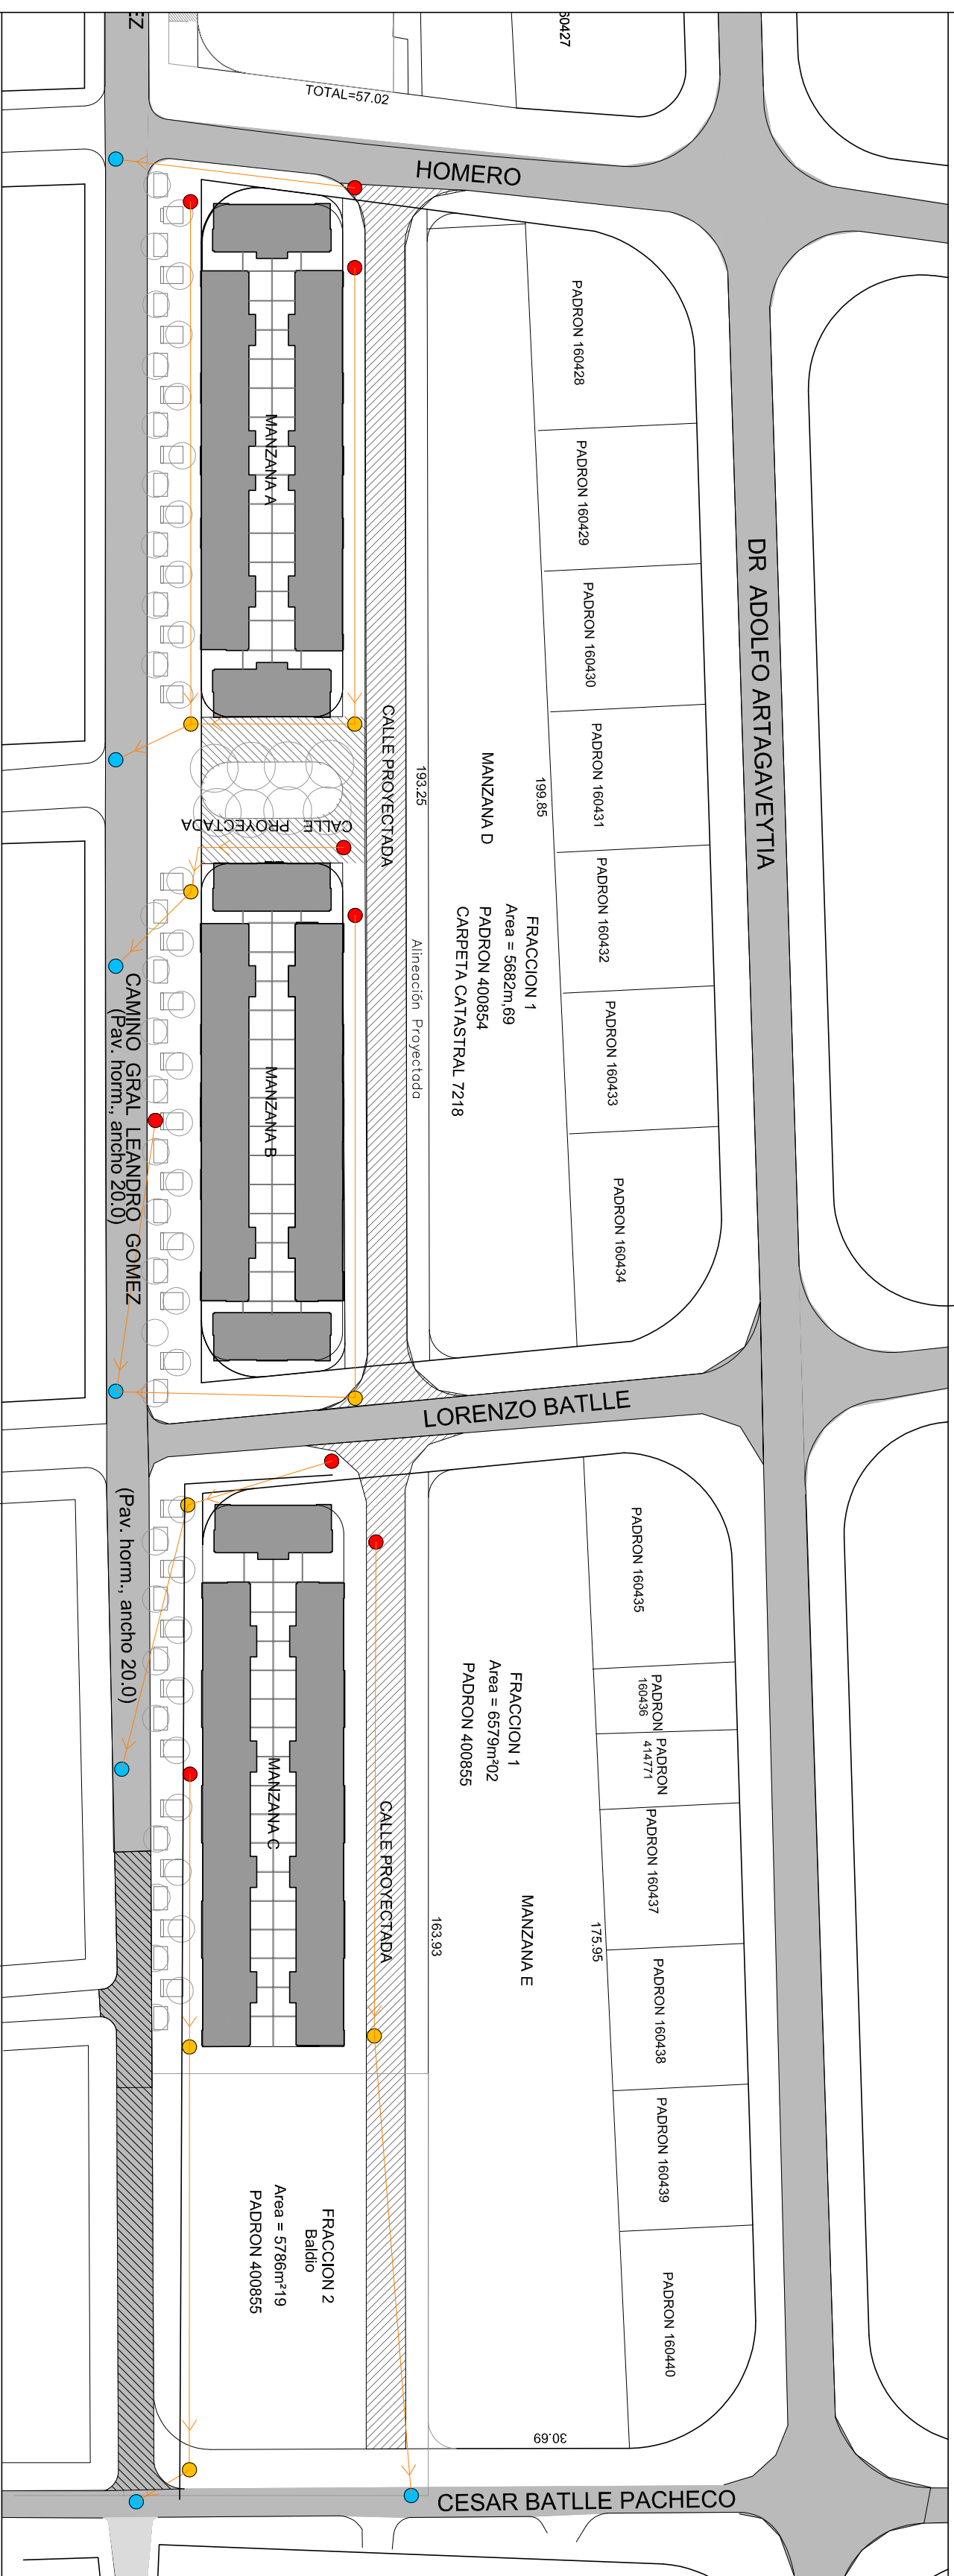 EZ
60427
TOTAL=57.02
HOMERO
PADRON 160428
MANZANA A
PADRON 160429
DR ADOLFO ARTAGAVEYTIA
PADRON 160430
CALLE PROYECTADA
193.25
MANZANA D
199.85
PADRON 160431
CALLE PROYECTADA
PADRON 160432
FRACCION 1
Area = 5682m,69
PADRON 400854
CARPETA CATASTRAL 7218
Alineación Proyectada
CAMINO GRAL LEANDRO GOMEZ
(Pav. horm., ancho 20.0)
MANZANA B
PADRON 160433
PADRON 160434
LORENZO BATLLE
(Pav. horm., ancho 20.0)
PADRON 160435
FRACCION 1
Area = 6579m²02
PADRON 400855
PADRON
160436
PADRON
414771
MANZANA C
CALLE PROYECTADA
PADRON 160437
163.93
MANZANA E
175.95
PADRON 160438
PADRON 160439
FRACCION 2
Baldio
Area = 5786m²19
PADRON 400855
PADRON 160440
30.69
CESAR BATLLE PACHECO